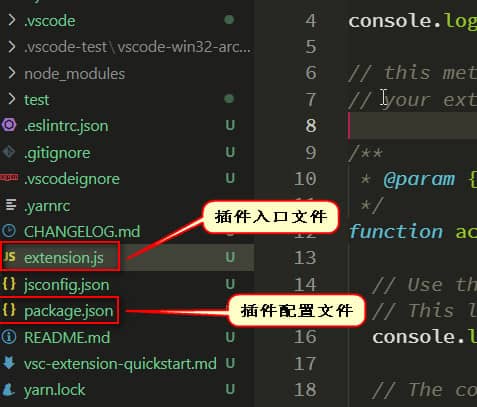 .vscode
.vscode-test\vscode-win32-arc...
node_modules
test
.eslintrc.json U
.gitignore U
.vscodeignore U
.yarnrc U
CHANGELOG.md U
JS extension.js U
{} jsconfig.json U
{} package.json U
README.md U
vsc-extension-quickstart.md U
yarn.lock U
插件入口文件
插件配置文件
4 console.log
5
6 // this met
7 // your ext
8
9 /**
10 * @param {
11 */
12 function ac
13
14 // Use th
15 // This l
16 console.l
17
18 // The co